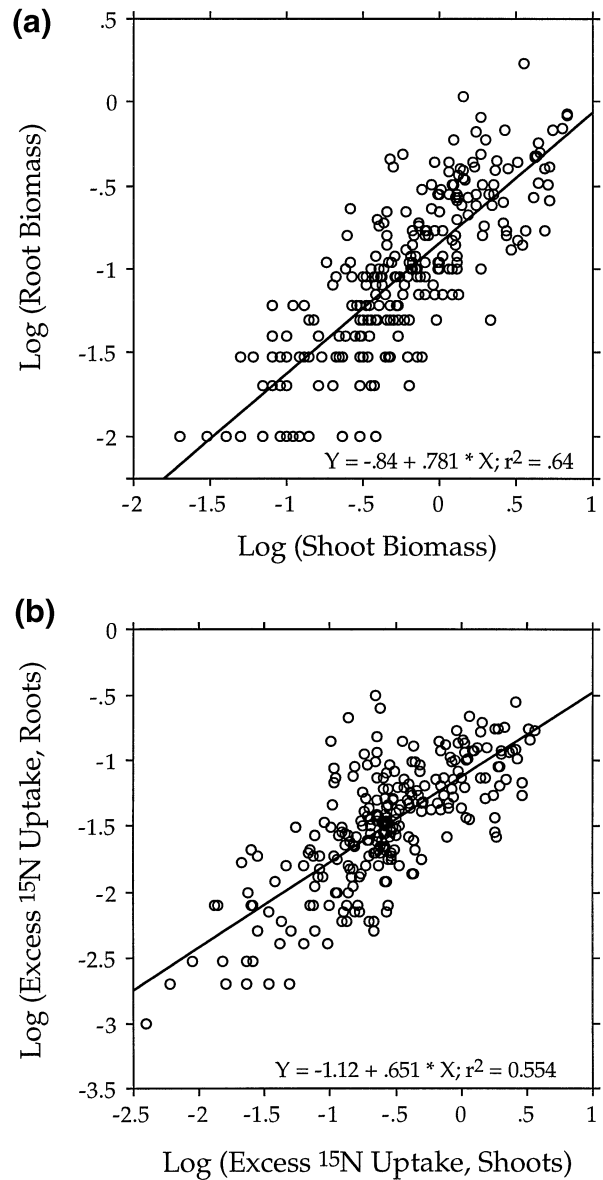 (a)
.5
0
-.5
-1
-1.5
-2
Log (Root Biomass)
Y = -.84 + .781 * X; r2 = .64
-2 -1.5 -1 -.5 0 .5 1
Log (Shoot Biomass)
(b)
0
-.5
-1
-1.5
-2
-2.5
-3
-3.5
Log (Excess 15N Uptake, Roots)
Y = -1.12 + .651 * X; r2 = 0.554
-2.5 -2 -1.5 -1 -.5 0 .5 1
Log (Excess 15N Uptake, Shoots)